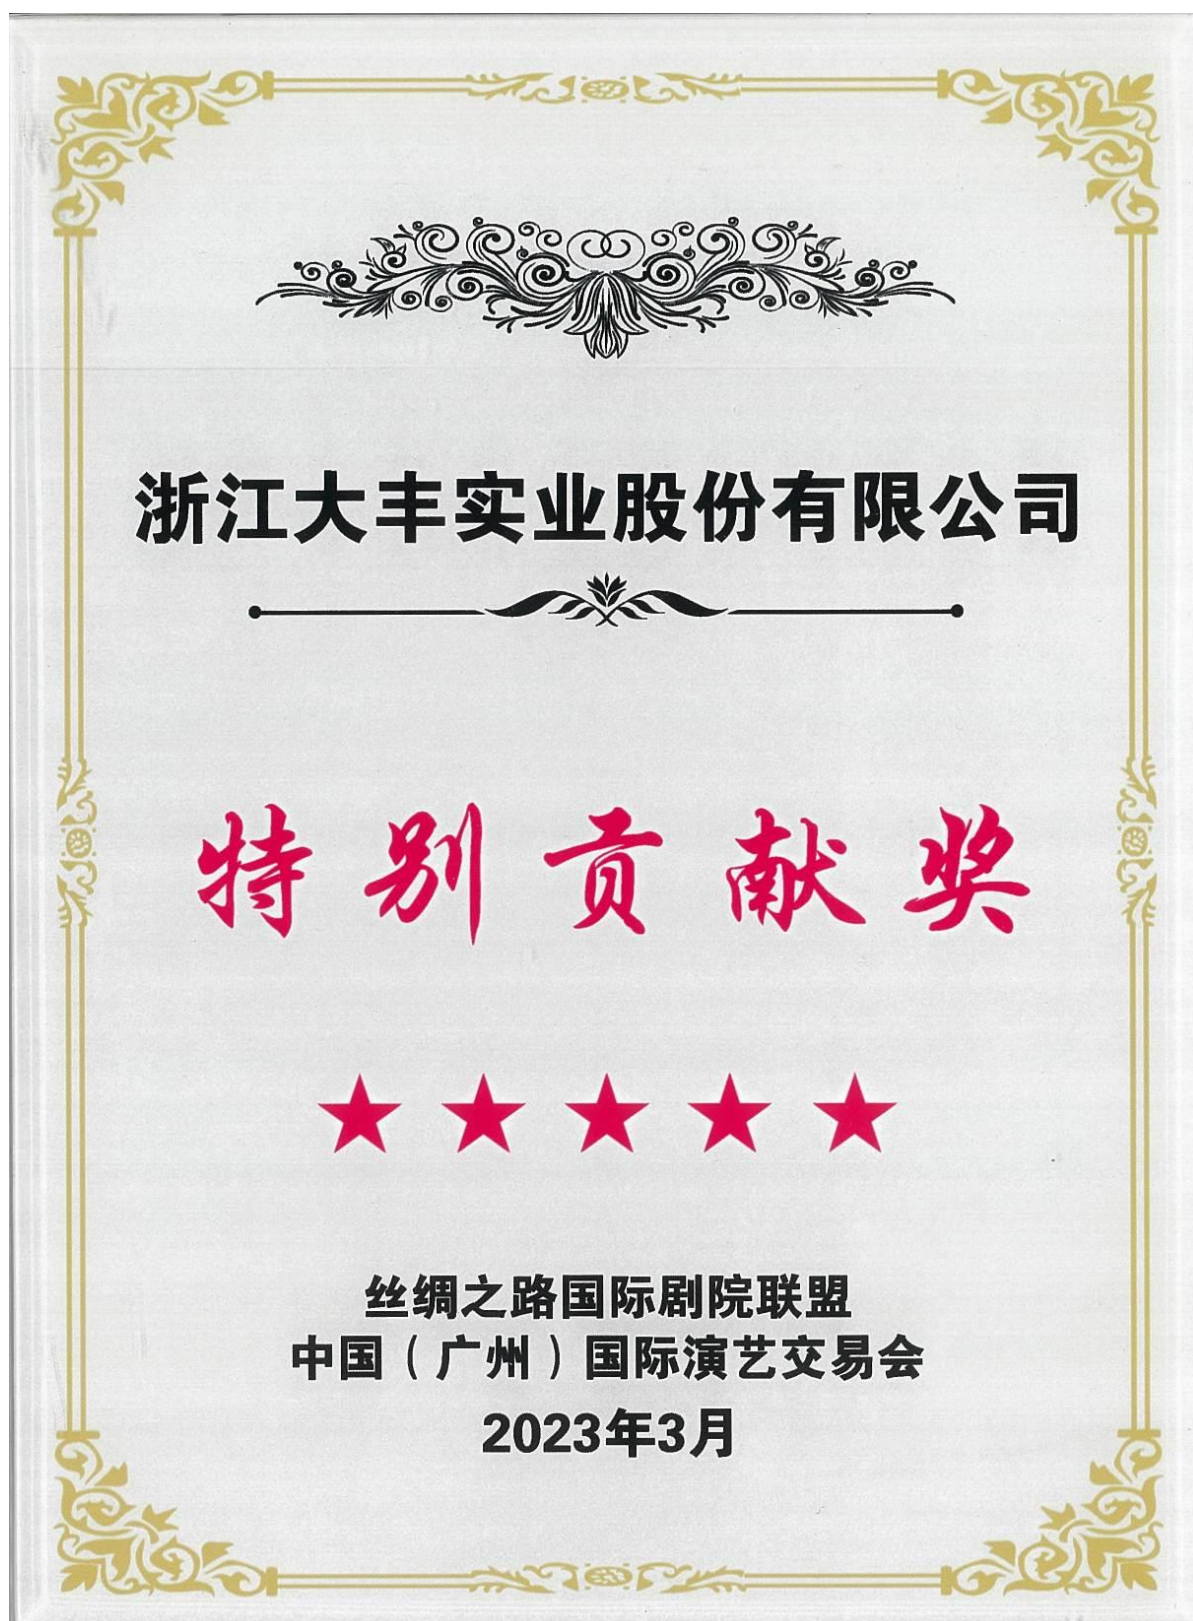 浙江大丰实业股份有限公司
特别贡献奖
丝绸之路国际剧院联盟
中国（广州）国际演艺交易会
2023年3月